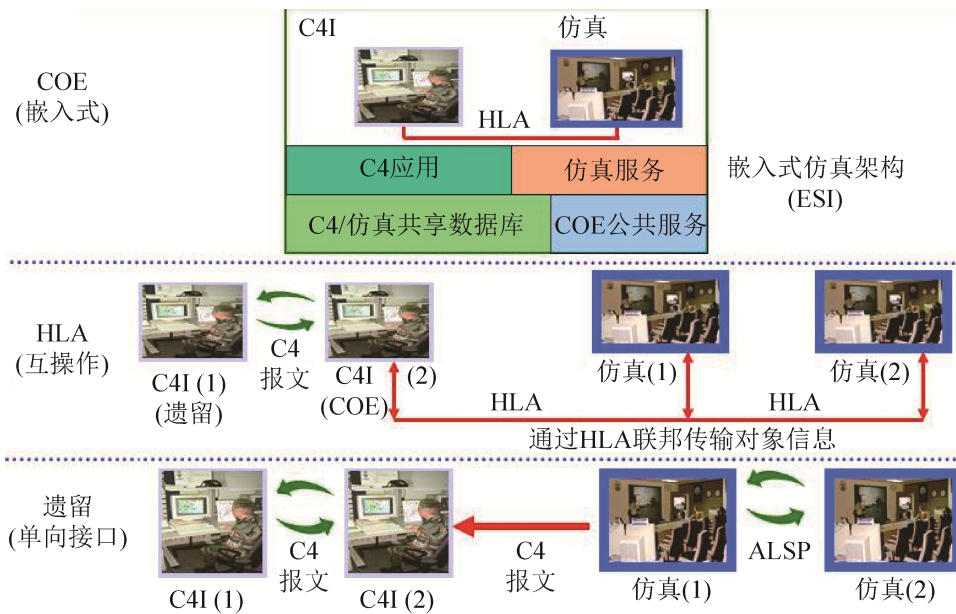 C4I
仿真
COE
(嵌入式)
HLA
C4应用
仿真服务
C4/仿真共享数据库
COE公共服务
嵌入式仿真架构
(ESI)
HLA
(互操作)
C4
报文
C4I (1)
(遗留)
C4I (2)
(COE)
仿真(1)
仿真(2)
HLA
HLA
通过HLA联邦传输对象信息
遗留
(单向接口)
C4
报文
C4
报文
ALSP
C4I (1)
C4I (2)
仿真(1)
仿真(2)